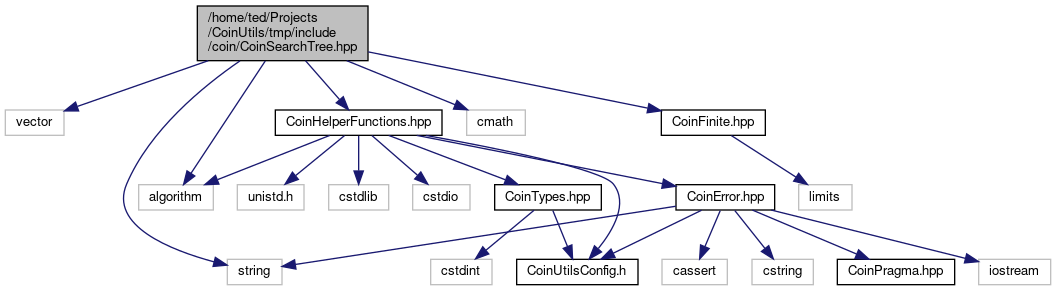 /home/ted/Projects
/CoinUtils/tmp/include
/coin/CoinSearchTree.hpp
vector
CoinHelperFunctions.hpp
cmath
CoinFinite.hpp
algorithm
unistd.h
cstdlib
cstdio
CoinTypes.hpp
CoinError.hpp
limits
string
cstdint
CoinUtilsConfig.h
cassert
cstring
CoinPragma.hpp
iostream